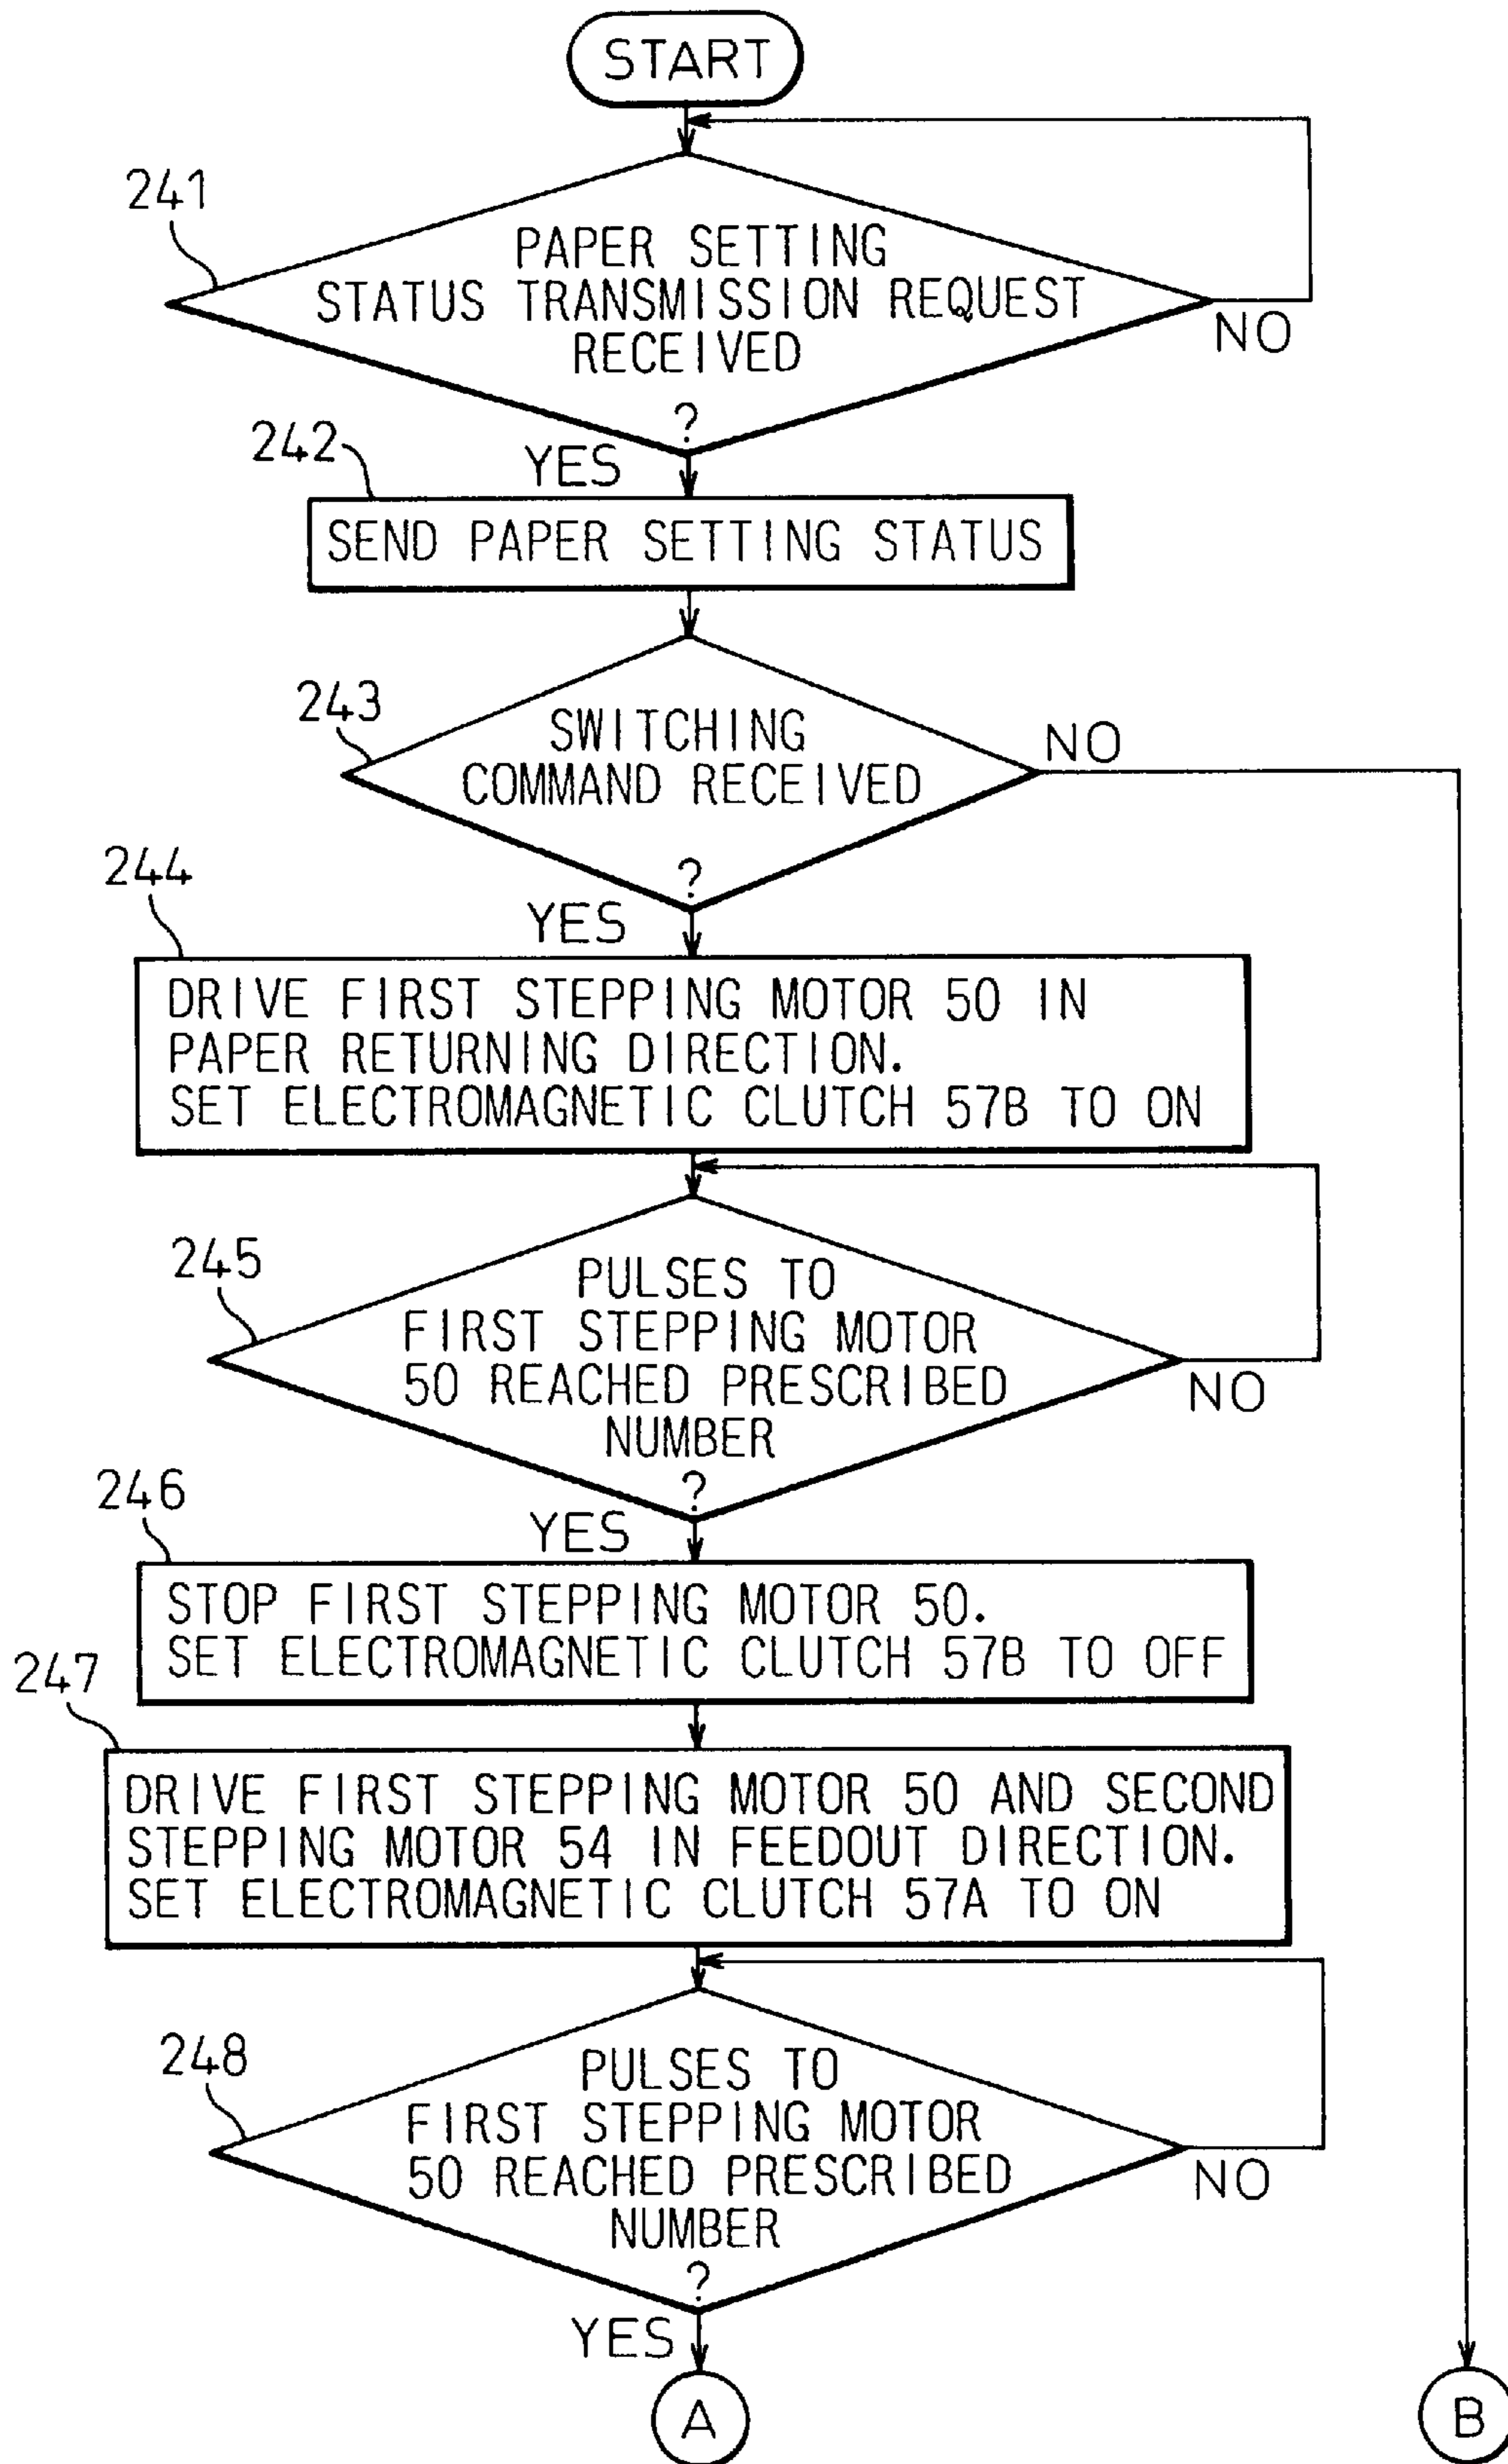 START
241
PAPER SETTING
STATUS TRANSMISSION REQUEST
RECEIVED
?
NO
YES
242
SEND PAPER SETTING STATUS
243
SWITCHING
COMMAND RECEIVED
?
NO
YES
244
DRIVE FIRST STEPPING MOTOR 50 IN
PAPER RETURNING DIRECTION.
SET ELECTROMAGNETIC CLUTCH 57B TO ON
245
PULSES TO
FIRST STEPPING MOTOR
50 REACHED PRESCRIBED
NUMBER
?
NO
YES
246
STOP FIRST STEPPING MOTOR 50.
SET ELECTROMAGNETIC CLUTCH 57B TO OFF
247
DRIVE FIRST STEPPING MOTOR 50 AND SECOND
STEPPING MOTOR 54 IN FEEDOUT DIRECTION.
SET ELECTROMAGNETIC CLUTCH 57A TO ON
248
PULSES TO
FIRST STEPPING MOTOR
50 REACHED PRESCRIBED
NUMBER
?
NO
YES
A
B